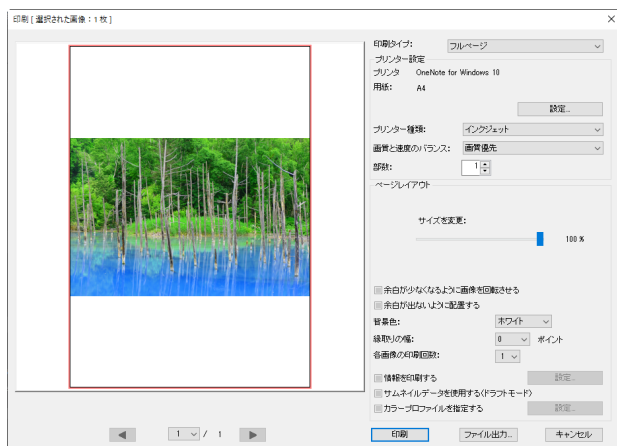 印刷 [ 選択された画像：1 枚 ]
印刷タイプ: フルページ
プリンター設定
プリンタ OneNote for Windows 10
用紙: A4
設定...
プリンター種類: インクジェット
画質と速度のバランス: 画質優先
部数: 1
ページレイアウト
サイズを変更:
100 %
余白が少なくなるように画像を回転させる
余白が出ないように配置する
背景色: ホワイト
縁取りの幅: 0 ポイント
各画像の印刷回数: 1
情報を印刷する 設定...
サムネイルデータを使用する(ドラフトモード)
カラープロファイルを指定する 設定...
1 / 1 印刷 ファイル出力... キャンセル